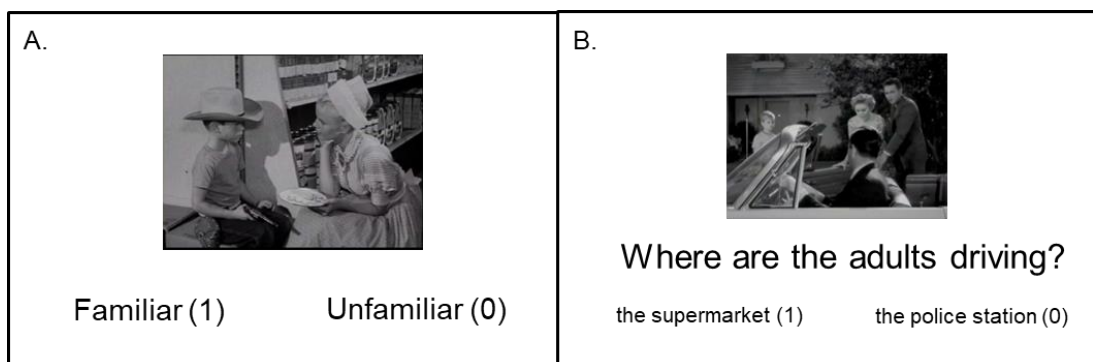 A.
Familiar (1) Unfamiliar (0)
B.
Where are the adults driving?
the supermarket (1) the police station (0)